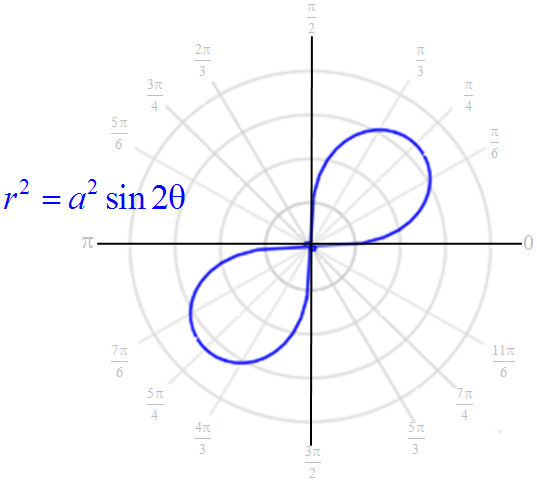 π/2
2π/3
π/3
3π/4
π/4
5π/6
π/6
r² = a² sin 2θ
π
0
7π/6
11π/6
5π/4
7π/4
4π/3
5π/3
3π/2